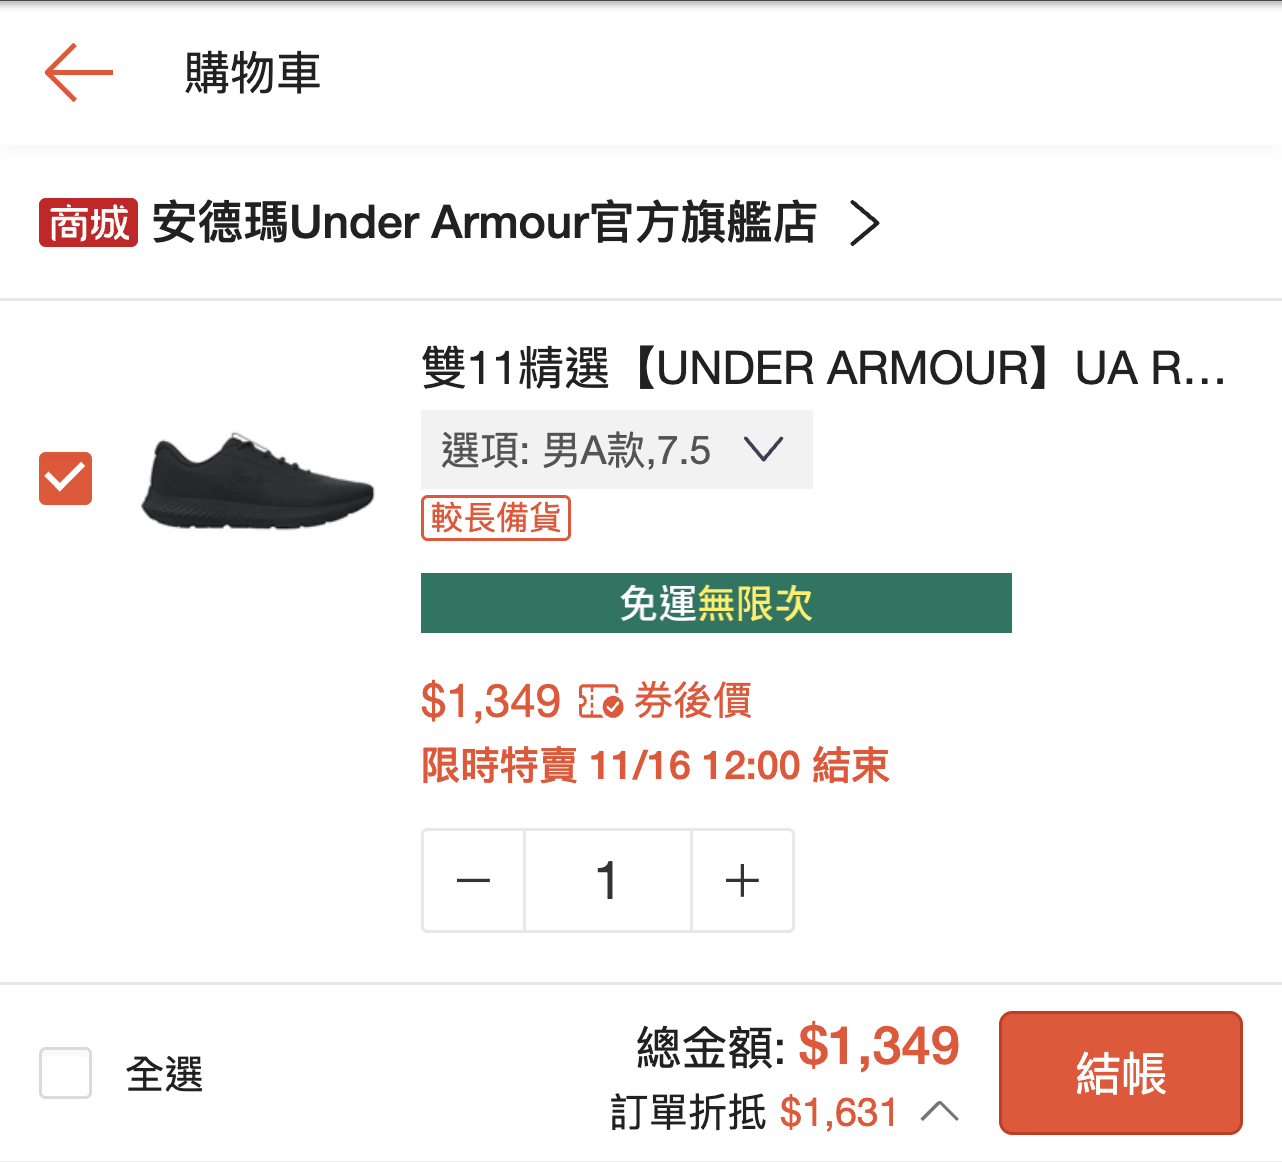 購物車
商城 安德瑪Under Armour官方旗艦店
雙11精選【UNDER ARMOUR】UA R...
選項: 男A款,7.5
較長備貨
免運無限次
$1,349 券後價
限時特賣 11/16 12:00 結束
1
全選
總金額: $1,349
訂單折抵 $1,631
結帳